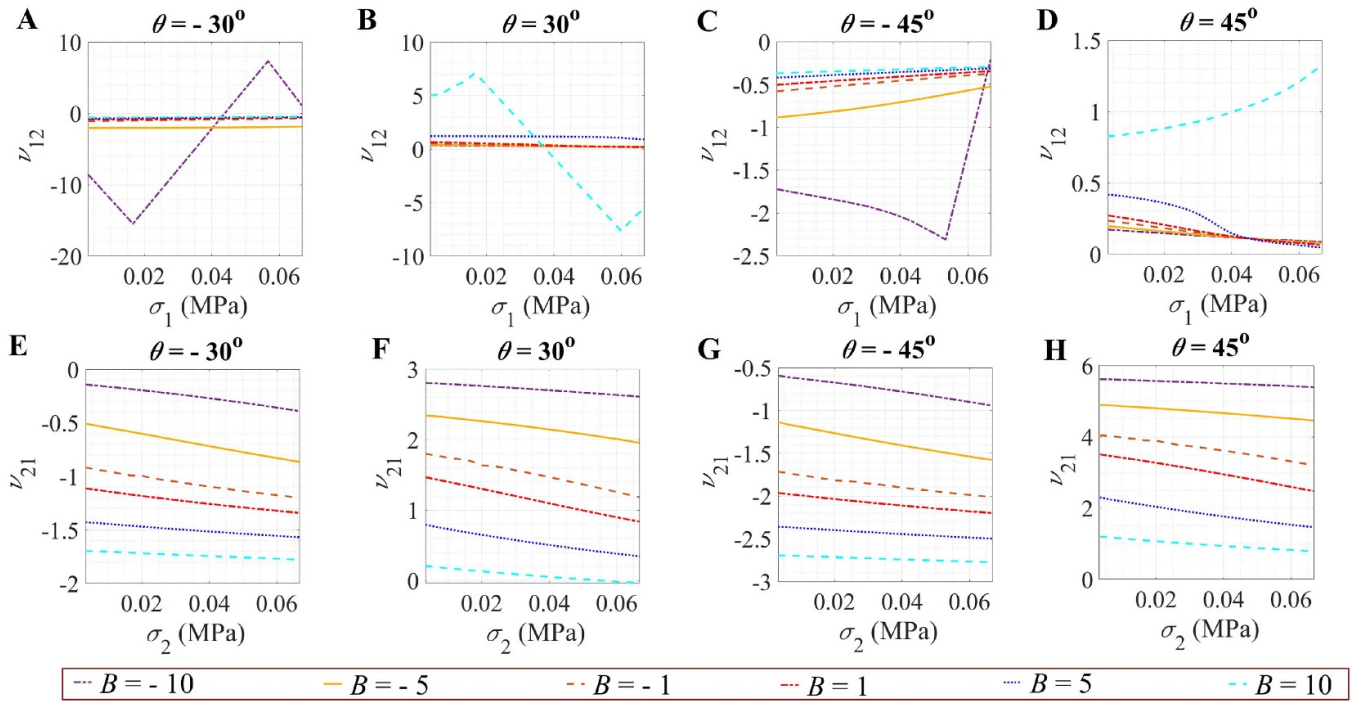 A
θ = - 30°
ν12
10
0
-10
-20
0.02
0.04
0.06
σ1 (MPa)
B
θ = 30°
ν12
10
5
0
-5
-10
0.02
0.04
0.06
σ1 (MPa)
C
θ = - 45°
ν12
0
-0.5
-1
-1.5
-2
-2.5
0.02
0.04
0.06
σ1 (MPa)
D
θ = 45°
ν12
1.5
1
0.5
0
0.02
0.04
0.06
σ1 (MPa)
E
θ = - 30°
ν21
0
-0.5
-1
-1.5
-2
0.02
0.04
0.06
σ2 (MPa)
F
θ = 30°
ν21
3
2
1
0
0.02
0.04
0.06
σ2 (MPa)
G
θ = - 45°
ν21
-0.5
-1
-1.5
-2
-2.5
-3
0.02
0.04
0.06
σ2 (MPa)
H
θ = 45°
ν21
6
4
2
0
0.02
0.04
0.06
σ2 (MPa)
B = - 10
B = - 5
B = - 1
B = 1
B = 5
B = 10